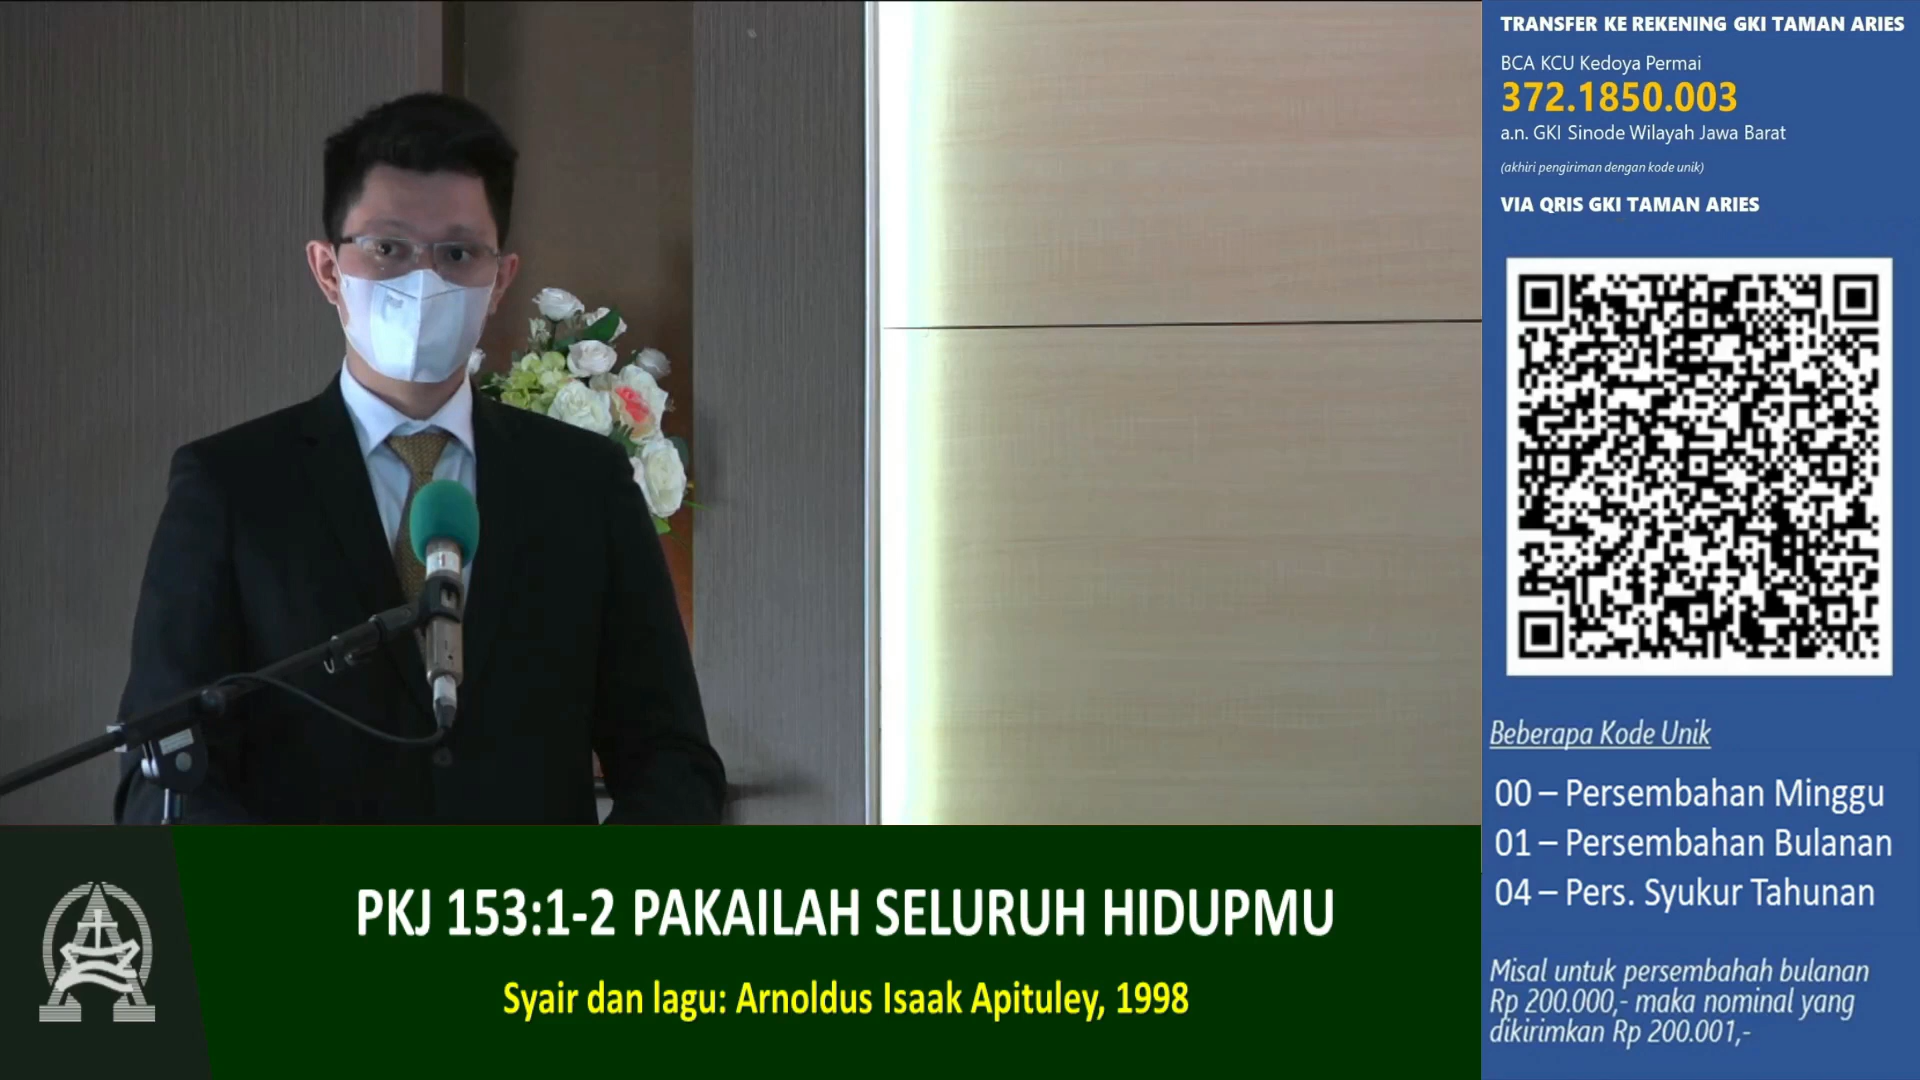 TRANSFER KE REKENING GKI TAMAN ARIES
BCA KCU Kedoya Permai
372.1850.003
a.n. GKI Sinode Wilayah Jawa Barat
(akhiri pengiriman dengan kode unik)
VIA QRIS GKI TAMAN ARIES
Beberapa Kode Unik
00 – Persembahan Minggu
01 – Persembahan Bulanan
04 – Pers. Syukur Tahunan
Misal untuk persembahah bulanan
Rp 200.000,- maka nominal yang
dikirimkan Rp 200.001,-
PKJ 153:1-2 PAKAILAH SELURUH HIDUPMU
Syair dan lagu: Arnoldus Isaak Apituley, 1998